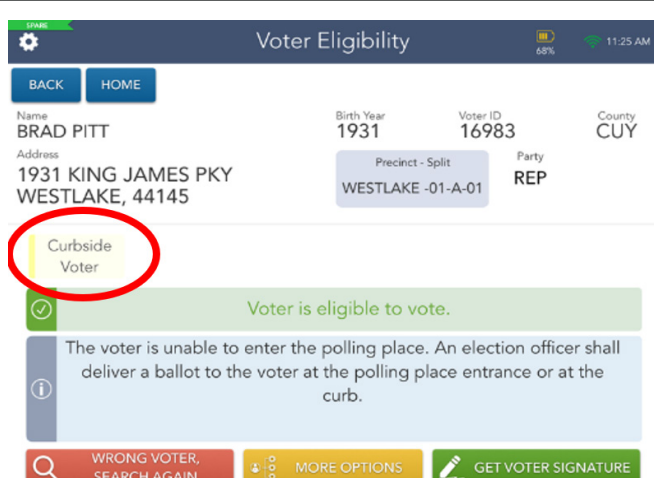 SPARE
Voter Eligibility
68%
11:25 AM
BACK HOME
Name
BRAD PITT
Birth Year
1931
Voter ID
16983
County
CUY
Address
1931 KING JAMES PKY
WESTLAKE, 44145
Precinct - Split
WESTLAKE -01-A-01
Party
REP
Curbside
Voter
Voter is eligible to vote.
The voter is unable to enter the polling place. An election officer shall
deliver a ballot to the voter at the polling place entrance or at the
curb.
WRONG VOTER,
SEARCH AGAIN
MORE OPTIONS
GET VOTER SIGNATURE